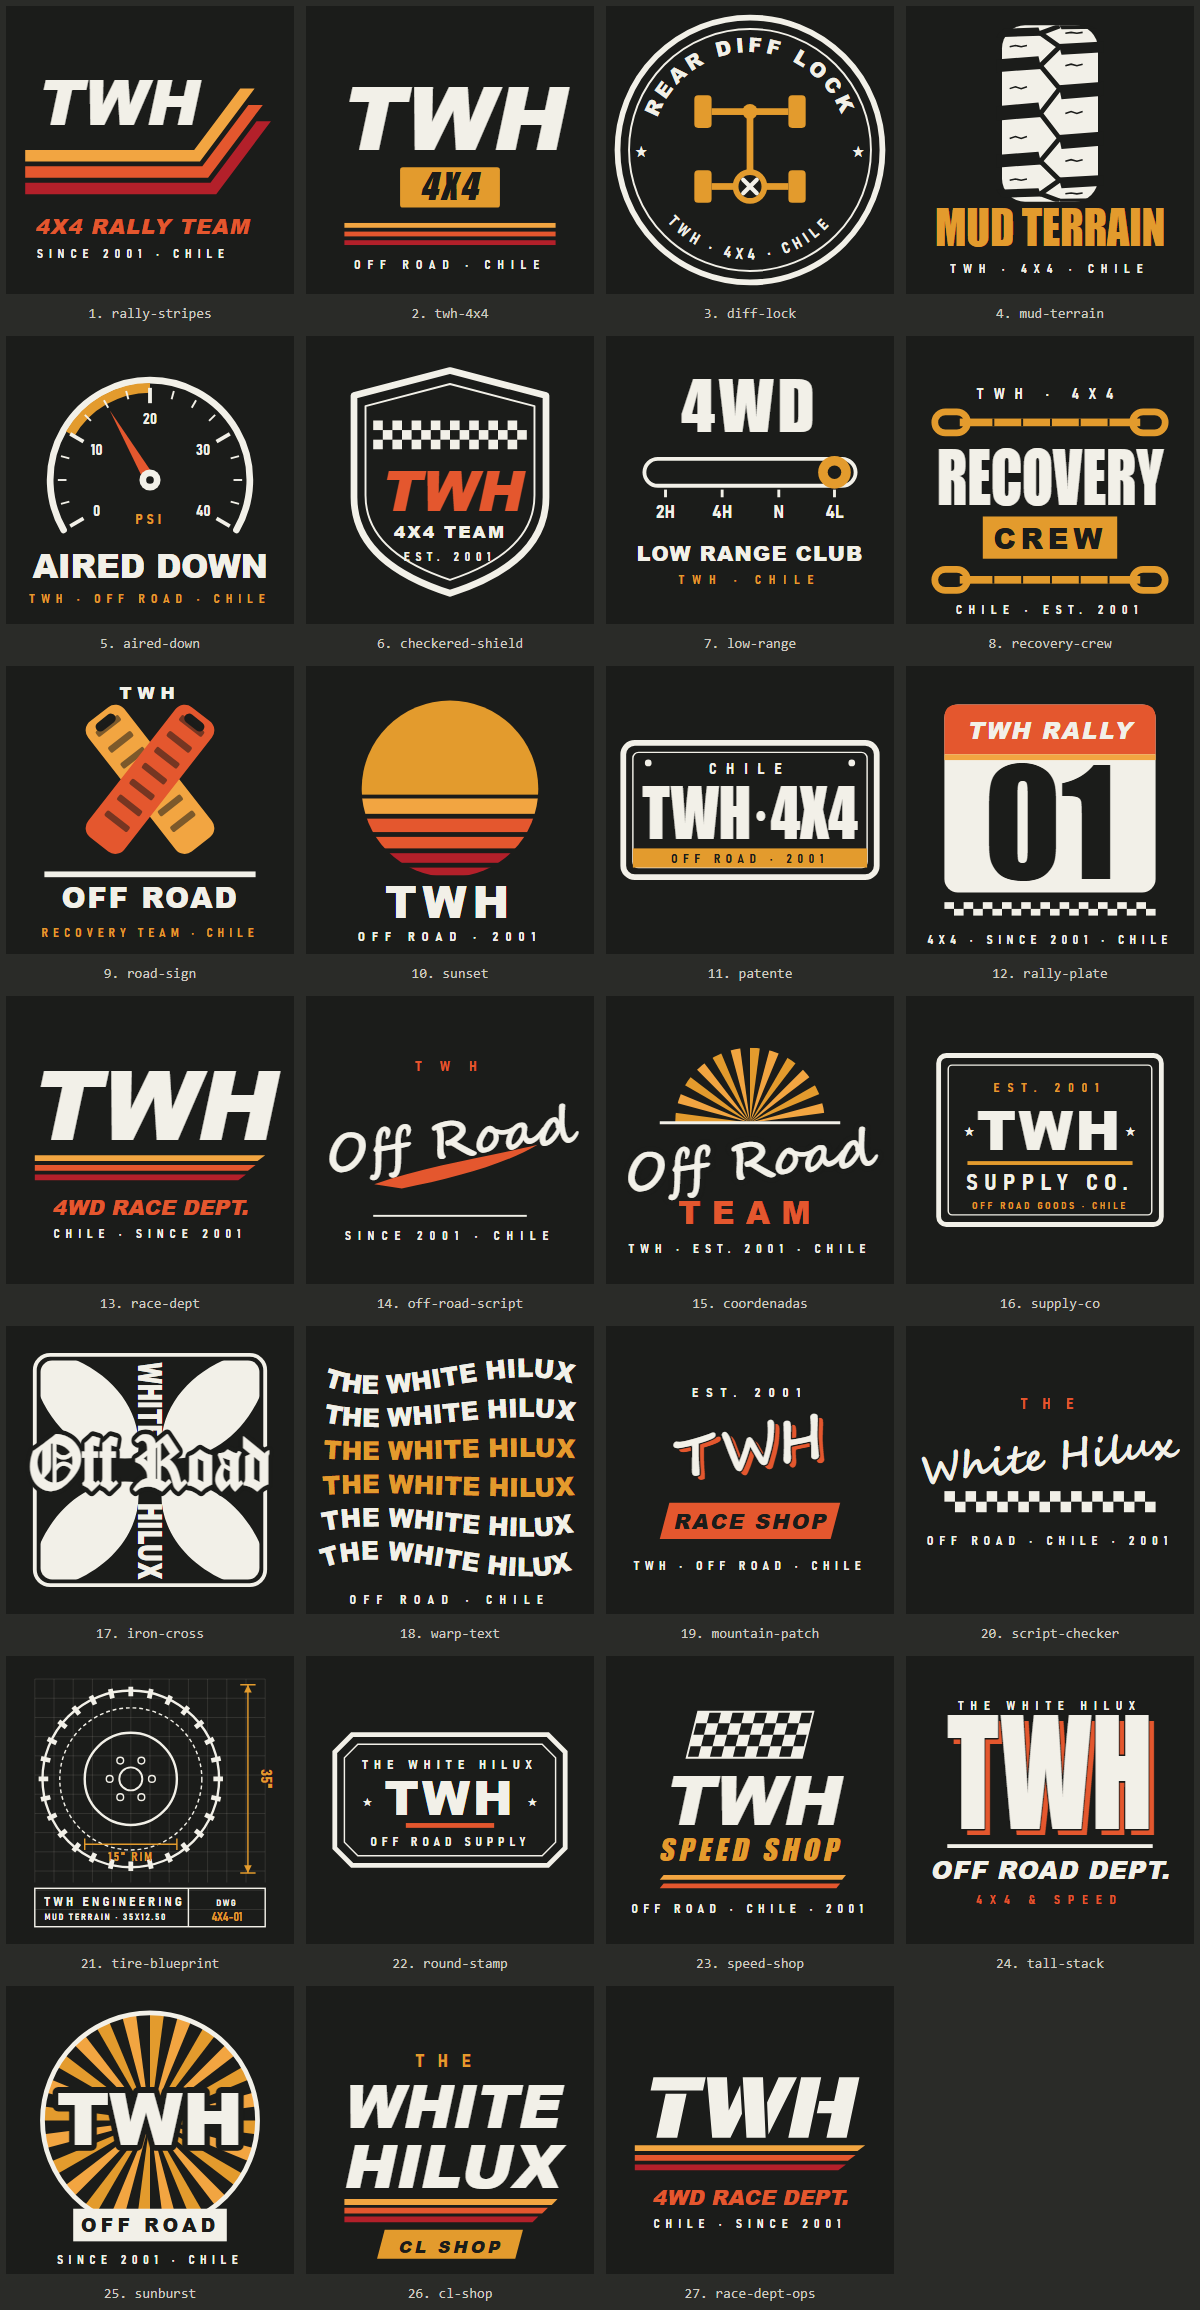 TWH
4X4 RALLY TEAM
SINCE 2001 · CHILE
1. rally-stripes
TWH
4X4
OFF ROAD · CHILE
2. twh-4x4
REAR DIFF LOCK
★ ★
TWH · 4X4 · CHILE
3. diff-lock
MUD TERRAIN
TWH · 4X4 · CHILE
4. mud-terrain
20
10 30
0 40
PSI
AIRED DOWN
TWH · OFF ROAD · CHILE
5. aired-down
TWH
4X4 TEAM
EST. 2001
6. checkered-shield
4WD
2H 4H N 4L
LOW RANGE CLUB
TWH · CHILE
7. low-range
TWH · 4X4
RECOVERY
CREW
CHILE · EST. 2001
8. recovery-crew
TWH
OFF ROAD
RECOVERY TEAM · CHILE
9. road-sign
TWH
OFF ROAD · 2001
10. sunset
CHILE
TWH·4X4
OFF ROAD · 2001
11. patente
TWH RALLY
01
4X4 · SINCE 2001 · CHILE
12. rally-plate
TWH
4WD RACE DEPT.
CHILE · SINCE 2001
13. race-dept
TWH
Off Road
SINCE 2001 · CHILE
14. off-road-script
Off Road
TEAM
TWH · EST. 2001 · CHILE
15. coordenadas
EST. 2001
★ TWH ★
SUPPLY CO.
OFF ROAD GOODS · CHILE
16. supply-co
WHITE
Off Road
HILUX
17. iron-cross
THE WHITE HILUX
THE WHITE HILUX
THE WHITE HILUX
THE WHITE HILUX
THE WHITE HILUX
THE WHITE HILUX
OFF ROAD · CHILE
18. warp-text
EST. 2001
TWH
RACE SHOP
TWH · OFF ROAD · CHILE
19. mountain-patch
THE
White Hilux
OFF ROAD · CHILE · 2001
20. script-checker
35"
15" RIM
TWH ENGINEERING DWG
MUD TERRAIN · 35X12.50 4X4-01
21. tire-blueprint
THE WHITE HILUX
★ TWH ★
OFF ROAD SUPPLY
22. round-stamp
TWH
SPEED SHOP
OFF ROAD · CHILE · 2001
23. speed-shop
THE WHITE HILUX
TWH
OFF ROAD DEPT.
4X4 & SPEED
24. tall-stack
TWH
OFF ROAD
SINCE 2001 · CHILE
25. sunburst
THE
WHITE
HILUX
CL SHOP
26. cl-shop
TWH
4WD RACE DEPT.
CHILE · SINCE 2001
27. race-dept-ops